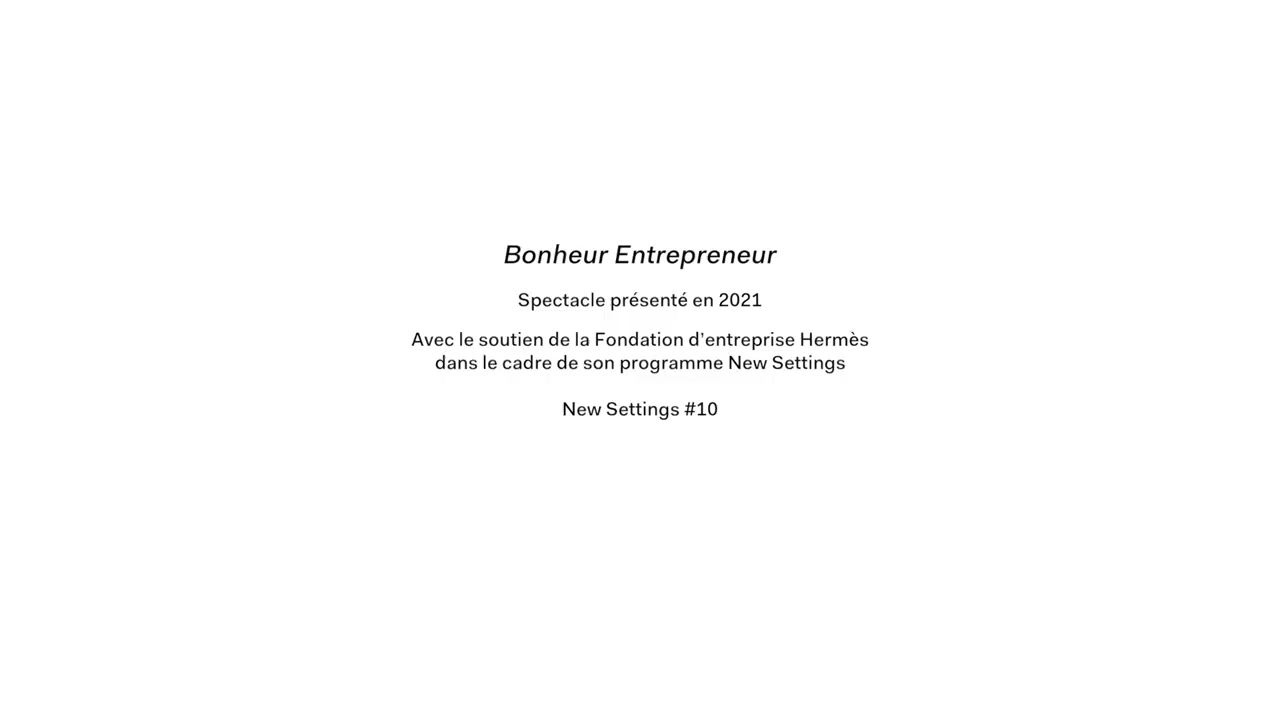 Bonheur Entrepreneur
Spectacle présenté en 2021
Avec le soutien de la Fondation d’entreprise Hermès
dans le cadre de son programme New Settings
New Settings #10